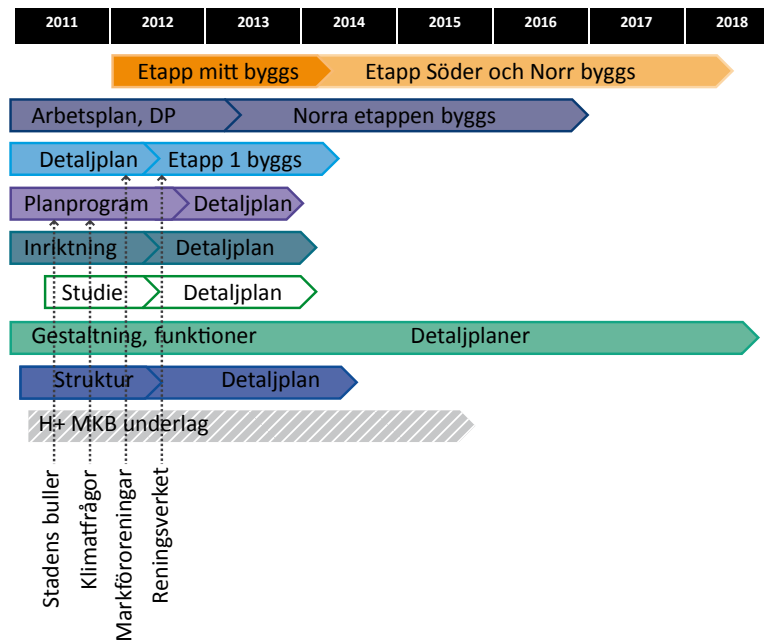 2011 2012 2013 2014 2015 2016 2017 2018
Etapp mitt byggs Etapp Söder och Norr byggs
Arbetsplan, DP Norra etappen byggs
Detaljplan Etapp 1 byggs
Planprogram Detaljplan
Inriktning Detaljplan
Studie Detaljplan
Gestaltning, funktioner Detaljplaner
Struktur Detaljplan
H+ MKB underlag
Stadens buller
Klimatfrågor
Markföroreningar
Reningsverket